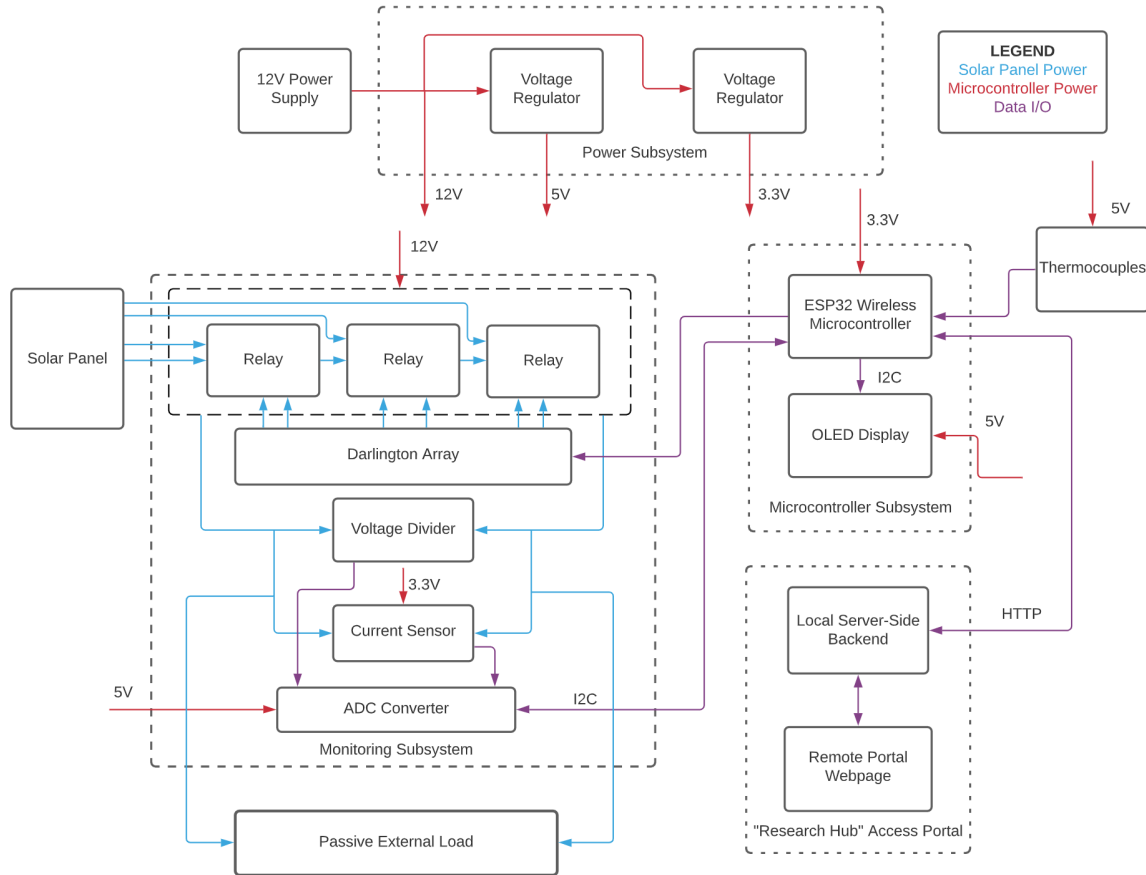 12V Power
Supply
Voltage
Regulator
Voltage
Regulator
Power Subsystem
LEGEND
Solar Panel Power
Microcontroller Power
Data I/O
12V
5V
3.3V
3.3V
5V
12V
Solar Panel
Relay
Relay
Relay
Darlington Array
Voltage Divider
3.3V
Current Sensor
5V
ADC Converter
I2C
Monitoring Subsystem
Passive External Load
ESP32 Wireless
Microcontroller
I2C
OLED Display
5V
Microcontroller Subsystem
Thermocouples
HTTP
Local Server-Side
Backend
Remote Portal
Webpage
"Research Hub" Access Portal